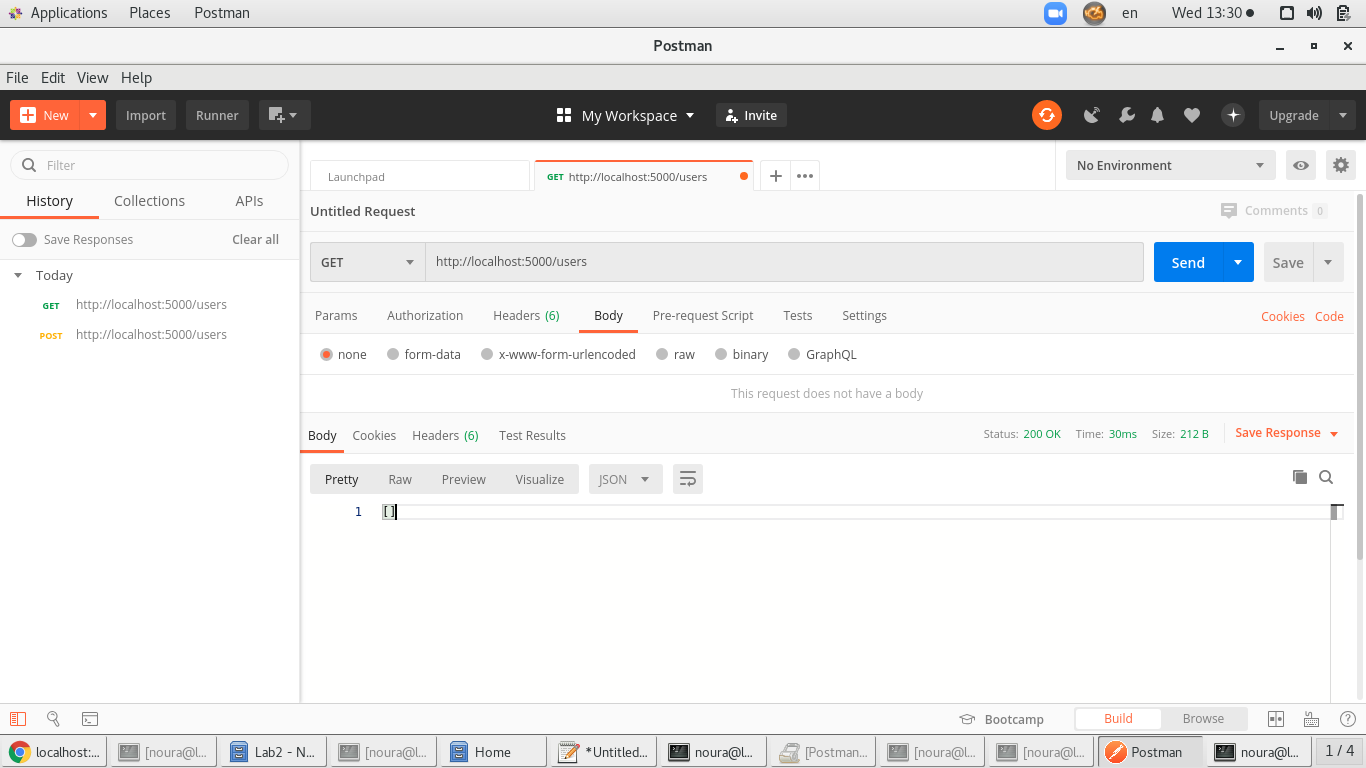 Applications Places Postman en Wed 13:30
Postman
File Edit View Help
New Import Runner My Workspace Invite Upgrade
Filter
History Collections APIs
Save Responses Clear all
Today
GET http://localhost:5000/users
POST http://localhost:5000/users
Launchpad GET http://localhost:5000/users No Environment
Untitled Request Comments 0
GET http://localhost:5000/users Send Save
Params Authorization Headers (6) Body Pre-request Script Tests Settings Cookies Code
none form-data x-www-form-urlencoded raw binary GraphQL
This request does not have a body
Body Cookies Headers (6) Test Results Status: 200 OK Time: 30ms Size: 212 B Save Response
Pretty Raw Preview Visualize JSON
1 []
Bootcamp Build Browse
localhost:... [noura@l... Lab2 - N... [noura@l... Home *Untitled... noura@l... [Postman... [noura@l... [noura@l... Postman noura@l... 1 / 4